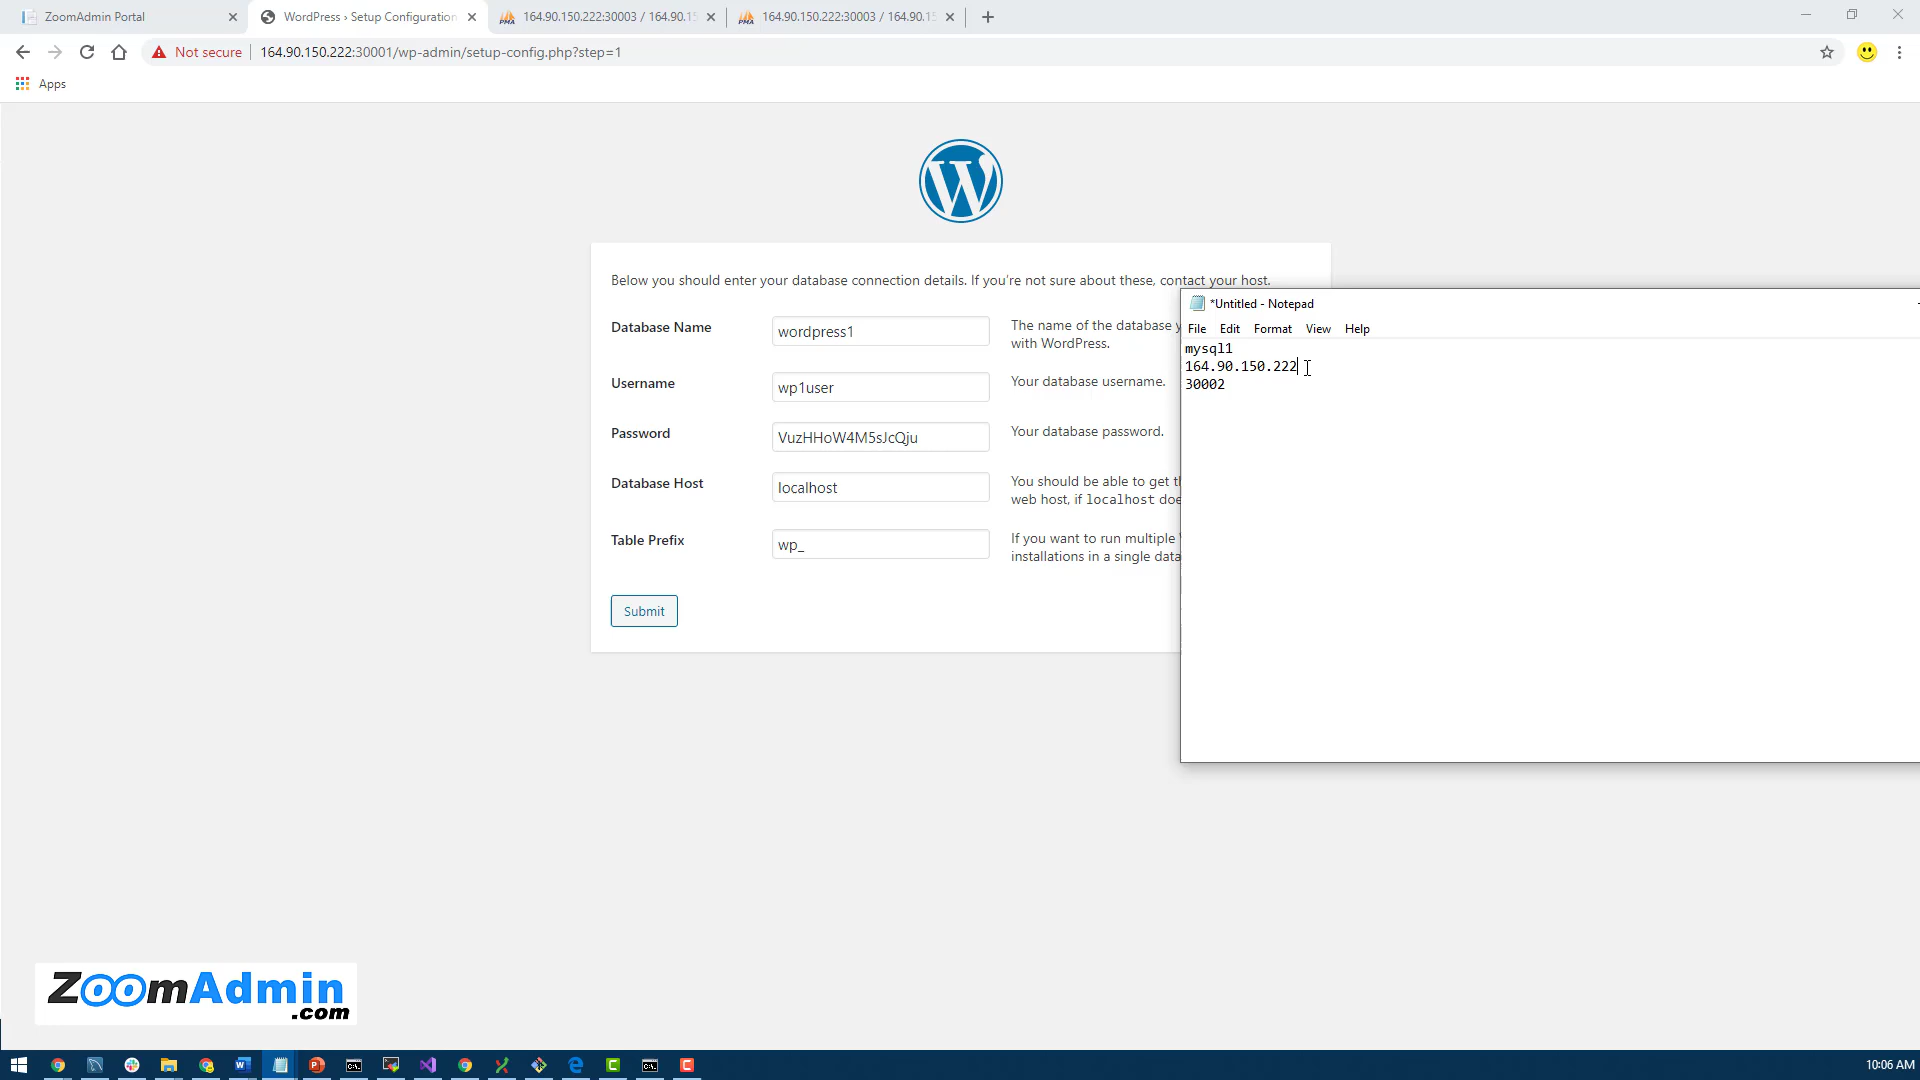 ZoomAdmin Portal
WordPress › Setup Configuration
164.90.150.222:30003 / 164.90.15
164.90.150.222:30003 / 164.90.15
Not secure
164.90.150.222:30001/wp-admin/setup-config.php?step=1
Apps
Below you should enter your database connection details. If you're not sure about these, contact your host.
Database Name
wordpress1
The name of the database y
with WordPress.
Username
wp1user
Your database username.
Password
VuzHHoW4M5sJcQju
Your database password.
Database Host
localhost
You should be able to get th
web host, if localhost doe
Table Prefix
wp_
If you want to run multiple
installations in a single data
Submit
*Untitled - Notepad
File Edit Format View Help
mysql1
164.90.150.222
30002
ZoomAdmin
.com
10:06 AM